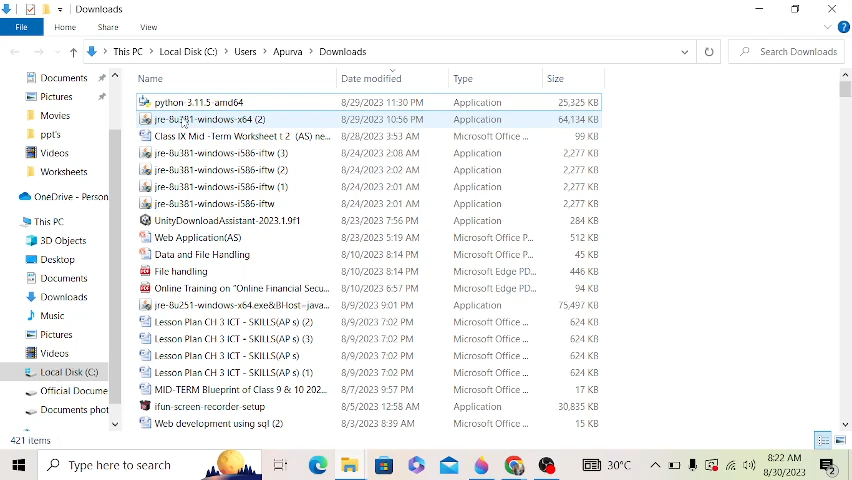 Downloads
File Home Share View
This PC > Local Disk (C:) > Users > Apurva > Downloads
Search Downloads
Name Date modified Type Size
python-3.11.5-amd64 8/29/2023 11:30 PM Application 25,325 KB
jre-8u381-windows-x64 (2) 8/29/2023 10:56 PM Application 64,134 KB
Class IX Mid -Term Worksheet t 2 (AS) ne... 8/28/2023 3:53 AM Microsoft Office ... 99 KB
jre-8u381-windows-i586-iftw (3) 8/24/2023 2:08 AM Application 2,277 KB
jre-8u381-windows-i586-iftw (2) 8/24/2023 2:02 AM Application 2,277 KB
jre-8u381-windows-i586-iftw (1) 8/24/2023 2:01 AM Application 2,277 KB
jre-8u381-windows-i586-iftw 8/24/2023 2:01 AM Application 2,277 KB
UnityDownloadAssistant-2023.1.9f1 8/23/2023 7:56 PM Application 284 KB
Web Application(AS) 8/23/2023 5:19 AM Microsoft Office P... 512 KB
Data and File Handling 8/10/2023 8:14 PM Microsoft Office P... 45 KB
File handling 8/10/2023 8:14 PM Microsoft Edge PD... 446 KB
Online Training on "Online Financial Secu... 8/10/2023 6:57 PM Microsoft Edge PD... 94 KB
jre-8u251-windows-x64.exe&BHost=java... 8/9/2023 9:01 PM Application 75,497 KB
Lesson Plan CH 3 ICT - SKILLS(AP s) (2) 8/9/2023 7:02 PM Microsoft Office ... 624 KB
Lesson Plan CH 3 ICT - SKILLS(AP s) (3) 8/9/2023 7:02 PM Microsoft Office ... 624 KB
Lesson Plan CH 3 ICT - SKILLS(AP s) 8/9/2023 7:02 PM Microsoft Office ... 624 KB
Lesson Plan CH 3 ICT - SKILLS(AP s) (1) 8/9/2023 7:02 PM Microsoft Office ... 624 KB
MID-TERM Blueprint of Class 9 & 10 202... 8/7/2023 9:57 PM Microsoft Office ... 17 KB
ifun-screen-recorder-setup 8/5/2023 12:58 AM Application 30,835 KB
Web development using sql (2) 8/3/2023 8:39 AM Microsoft Office ... 15 KB
Documents
Pictures
Movies
ppt's
Videos
Worksheets
OneDrive - Person
This PC
3D Objects
Desktop
Documents
Downloads
Music
Pictures
Videos
Local Disk (C:)
Official Docume
Documents phot
421 items
Type here to search 30°C 8:22 AM
8/30/2023
2